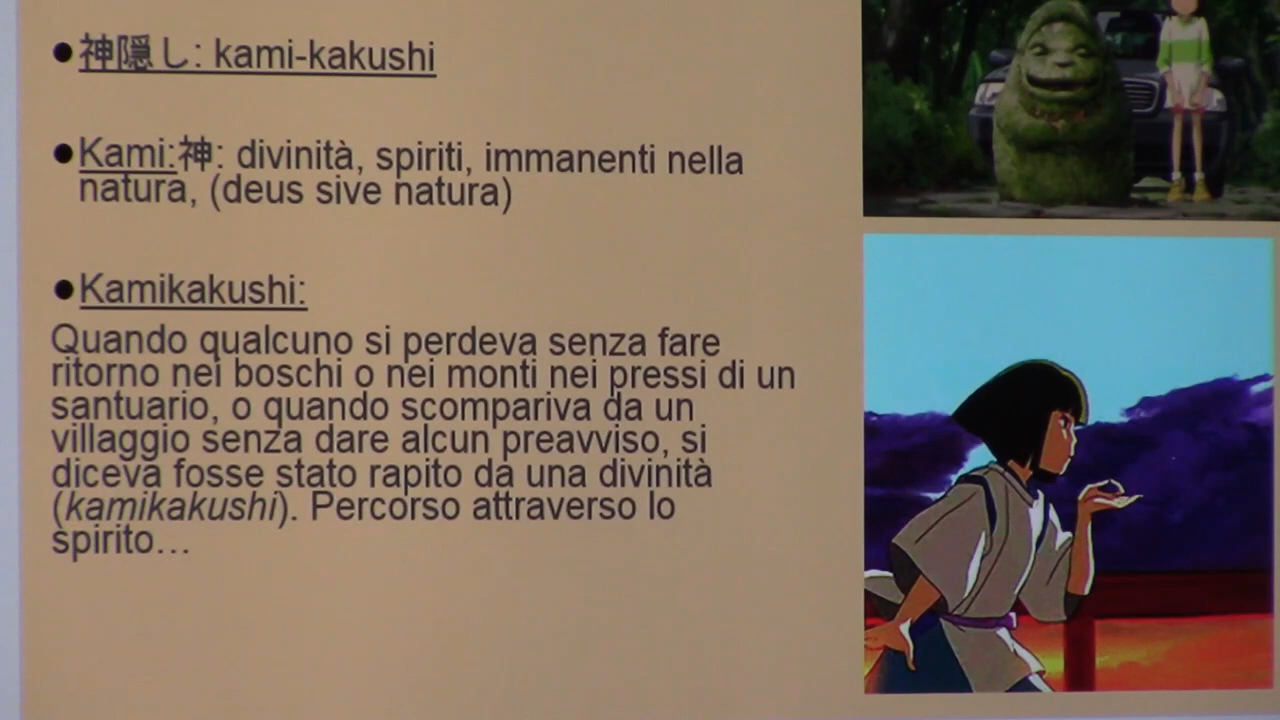 ●神隠し: kami-kakushi
●Kami:神: divinità, spiriti, immanenti nella
natura, (deus sive natura)
●Kamikakushi:
Quando qualcuno si perdeva senza fare
ritorno nei boschi o nei monti nei pressi di un
santuario, o quando scompariva da un
villaggio senza dare alcun preavviso, si
diceva fosse stato rapito da una divinità
(kamikakushi). Percorso attraverso lo
spirito…